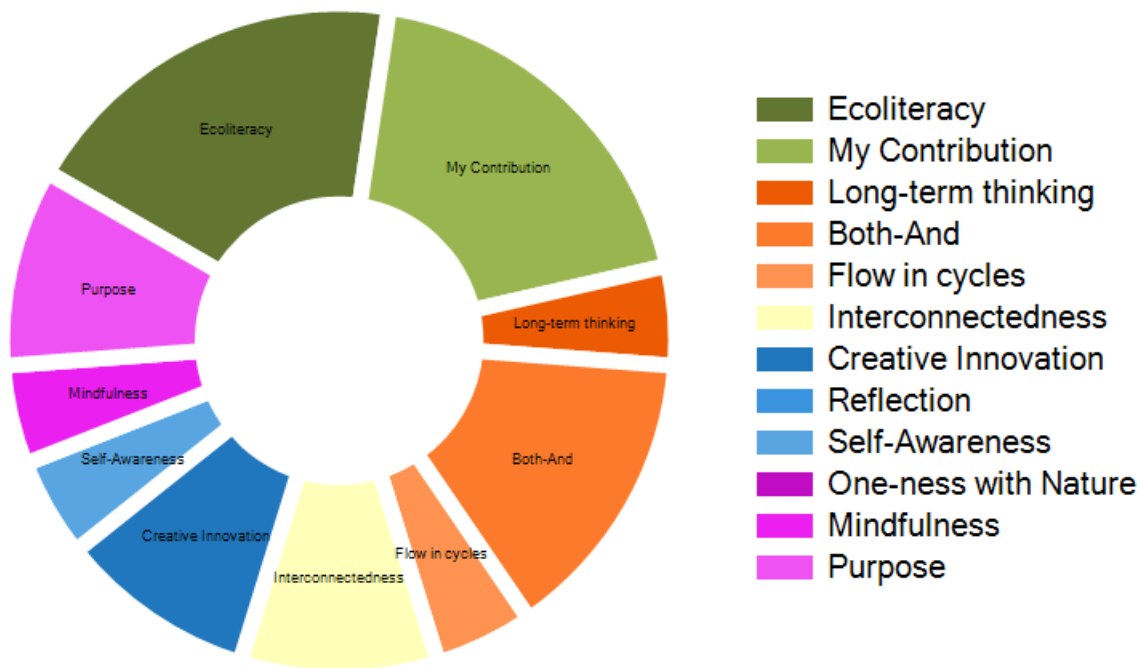 Ecoliteracy
My Contribution
Long-term thinking
Both-And
Flow in cycles
Interconnectedness
Creative Innovation
Self-Awareness
Mindfulness
Purpose
Ecoliteracy
My Contribution
Long-term thinking
Both-And
Flow in cycles
Interconnectedness
Creative Innovation
Reflection
Self-Awareness
One-ness with Nature
Mindfulness
Purpose